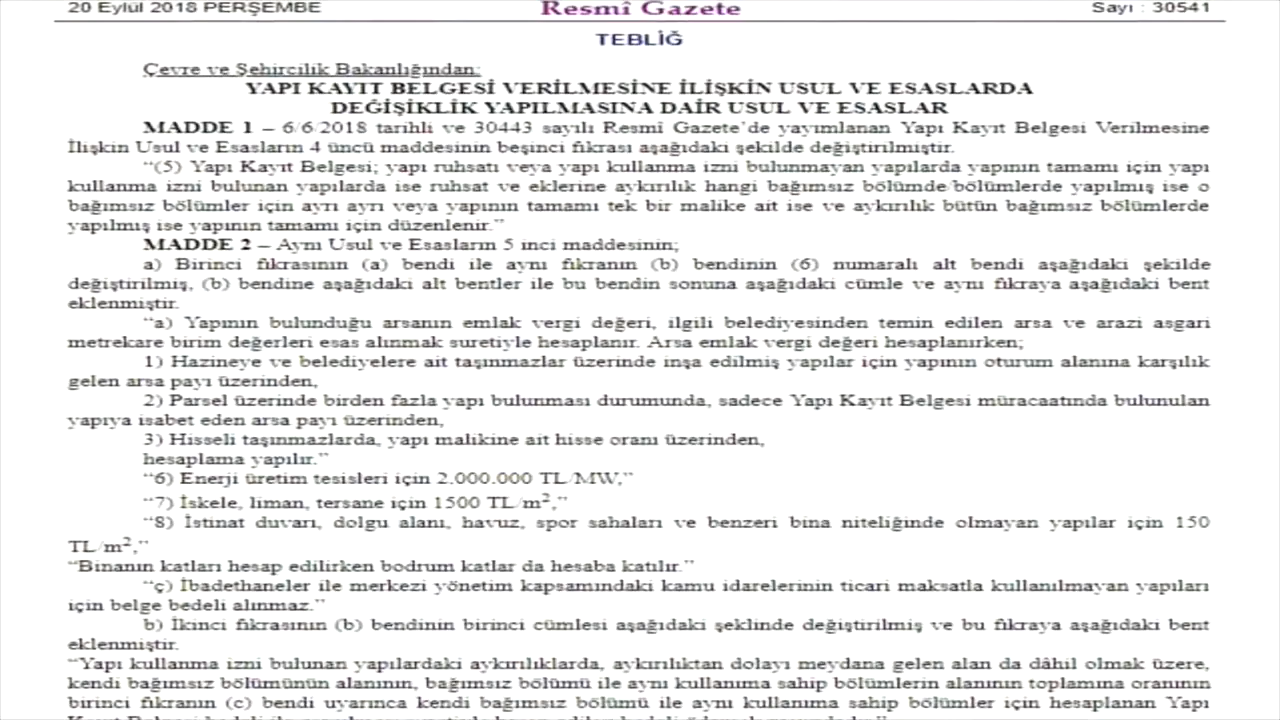 20 Eylül 2018 PERŞEMBE
Resmî Gazete
Sayı : 30541
TEBLİĞ
Çevre ve Şehircilik Bakanlığından:
YAPI KAYIT BELGESİ VERİLMESİNE İLİŞKİN USUL VE ESASLARDA
DEĞİŞİKLİK YAPILMASINA DAİR USUL VE ESASLAR
MADDE 1 – 6/6/2018 tarihli ve 30443 sayılı Resmî Gazete'de yayımlanan Yapı Kayıt Belgesi Verilmesine
İlişkin Usul ve Esasların 4 üncü maddesinin beşinci fıkrası aşağıdaki şekilde değiştirilmiştir.
“(5) Yapı Kayıt Belgesi; yapı ruhsatı veya yapı kullanma izni bulunmayan yapılarda yapının tamamı için yapı
kullanma izni bulunan yapılarda ise ruhsat ve eklerine aykırılık hangi bağımsız bölümde/bölümlerde yapılmış ise o
bağımsız bölümler için ayrı ayrı veya yapının tamamı tek bir malike ait ise ve aykırılık bütün bağımsız bölümlerde
yapılmış ise yapının tamamı için düzenlenir.”
MADDE 2 – Aynı Usul ve Esasların 5 inci maddesinin;
a) Birinci fıkrasının (a) bendi ile aynı fıkranın (b) bendinin (6) numaralı alt bendi aşağıdaki şekilde
değiştirilmiş, (b) bendine aşağıdaki alt bentler ile bu bendin sonuna aşağıdaki cümle ve aynı fıkraya aşağıdaki bent
eklenmiştir.
“a) Yapının bulunduğu arsanın emlak vergi değeri, ilgili belediyesinden temin edilen arsa ve arazi asgari
metrekare birim değerleri esas alınmak suretiyle hesaplanır. Arsa emlak vergi değeri hesaplanırken;
1) Hazineye ve belediyelere ait taşınmazlar üzerinde inşa edilmiş yapılar için yapının oturum alanına karşılık
gelen arsa payı üzerinden,
2) Parsel üzerinde birden fazla yapı bulunması durumunda, sadece Yapı Kayıt Belgesi müracaatında bulunulan
yapıya isabet eden arsa payı üzerinden,
3) Hisseli taşınmazlarda, yapı malikine ait hisse oranı üzerinden,
hesaplama yapılır.”
“6) Enerji üretim tesisleri için 2.000.000 TL/MW,”
“7) İskele, liman, tersane için 1500 TL/m²,”
“8) İstinat duvarı, dolgu alanı, havuz, spor sahaları ve benzeri bina niteliğinde olmayan yapılar için 150
TL/m²,”
“Binanın katları hesap edilirken bodrum katlar da hesaba katılır.”
“ç) İbadethaneler ile merkezi yönetim kapsamındaki kamu idarelerinin ticari maksatla kullanılmayan yapıları
için belge bedeli alınmaz.”
b) İkinci fıkrasının (b) bendinin birinci cümlesi aşağıdaki şeklinde değiştirilmiş ve bu fıkraya aşağıdaki bent
eklenmiştir.
“Yapı kullanma izni bulunan yapılardaki aykırılıklarda, aykırılıktan dolayı meydana gelen alan da dâhil olmak üzere,
kendi bağımsız bölümünün alanının, bağımsız bölümü ile aynı kullanıma sahip bölümlerin alanının toplamına oranının
birinci fıkranın (c) bendi uyarınca kendi bağımsız bölümü ile aynı kullanıma sahip bölümler için hesaplanan Yapı